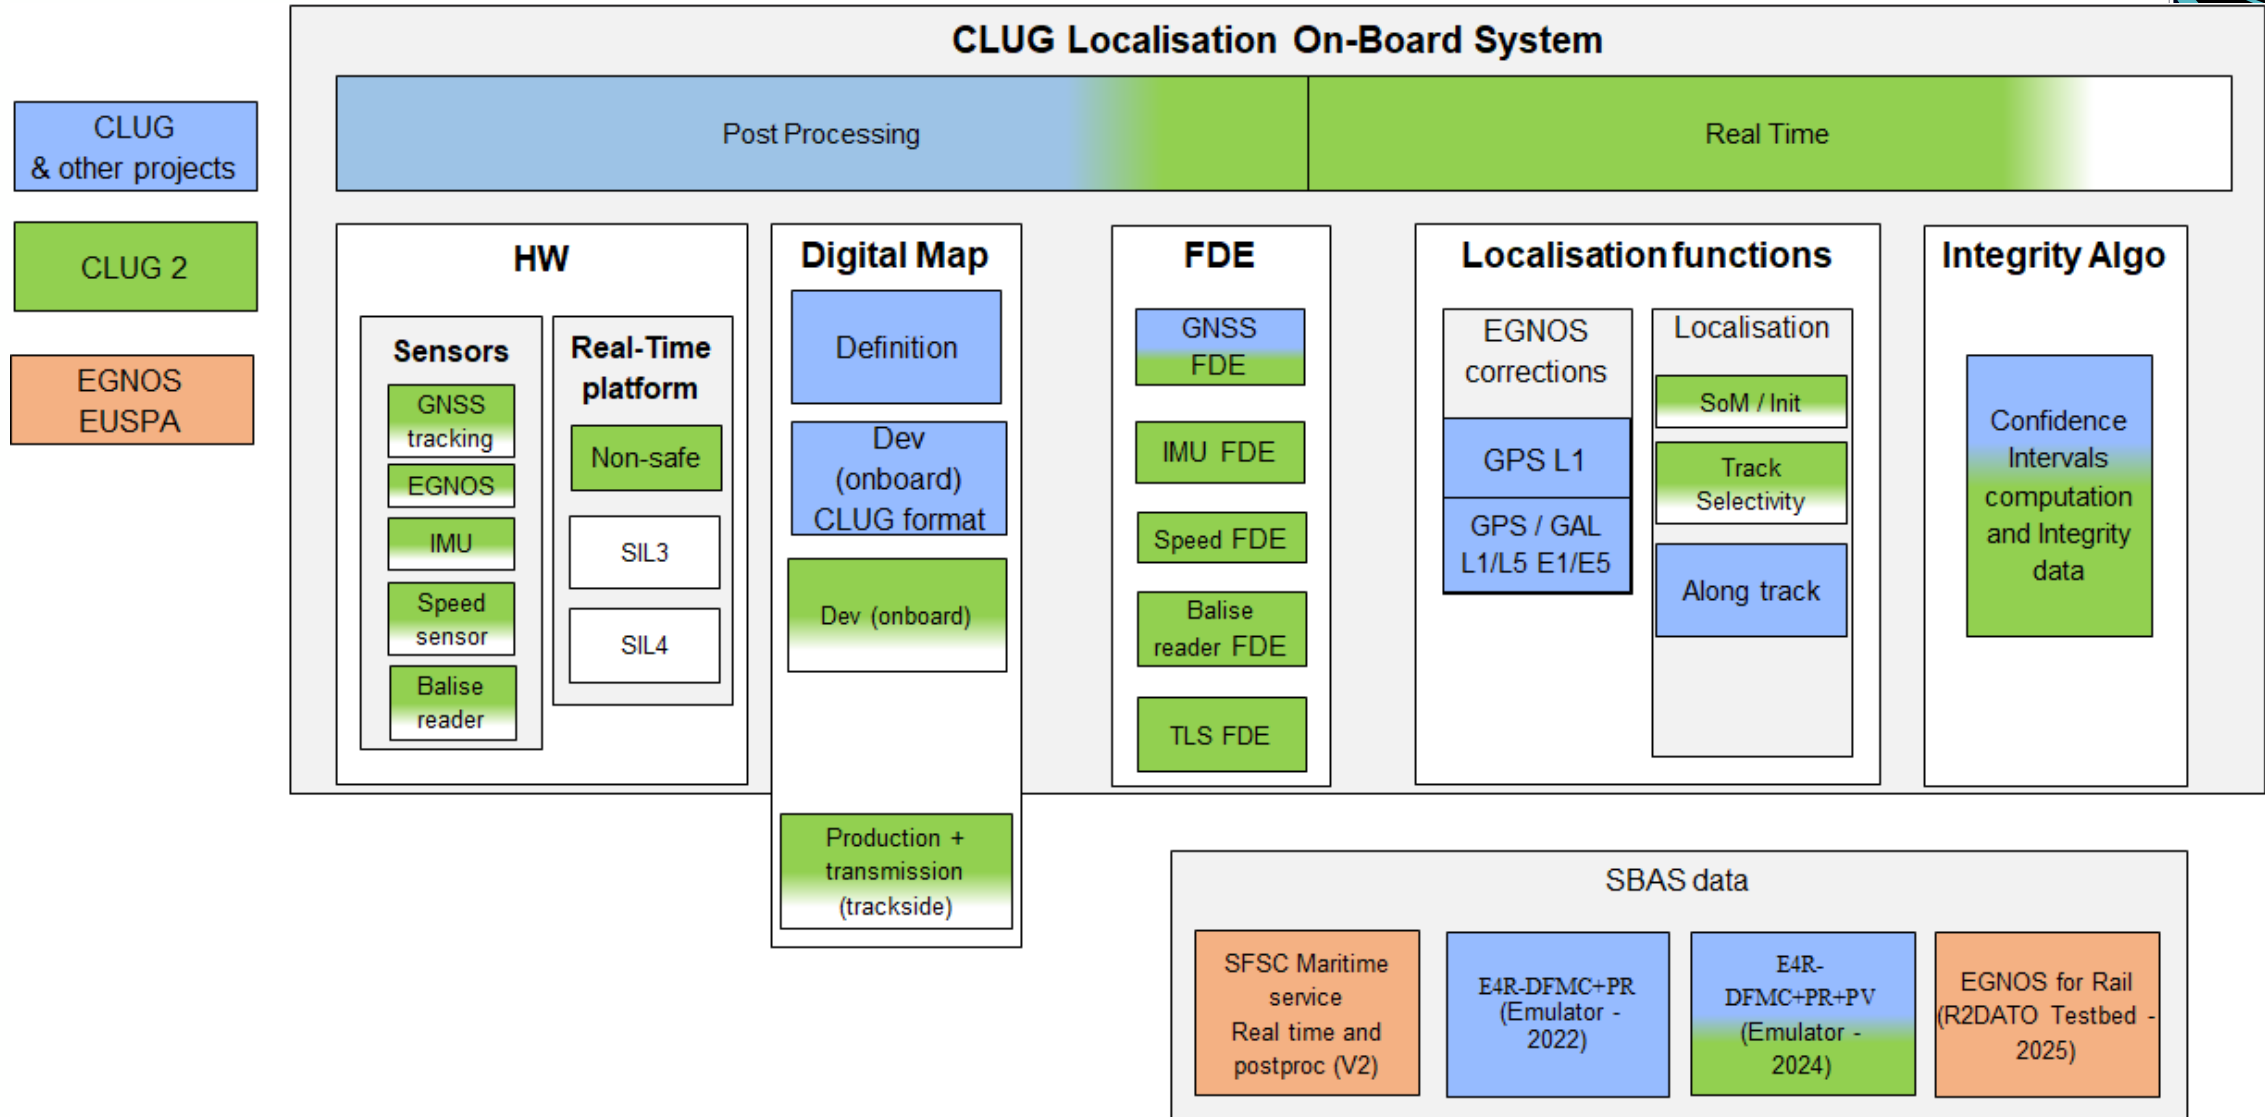 CLUG Localisation On-Board System
Post Processing
Real Time
CLUG
& other projects
CLUG 2
EGNOS
EUSPA
HW
Sensors
GNSS
tracking
EGNOS
IMU
Speed
sensor
Balise
reader
Real-Time
platform
Non-safe
SIL3
SIL4
Digital Map
Definition
Dev
(onboard)
CLUG format
Dev (onboard)
Production +
transmission
(trackside)
FDE
GNSS
FDE
IMU FDE
Speed FDE
Balise
reader FDE
TLS FDE
Localisation functions
EGNOS
corrections
GPS L1
GPS / GAL
L1/L5 E1/E5
Localisation
SoM / Init
Track
Selectivity
Along track
Integrity Algo
Confidence
Intervals
computation
and Integrity
data
SBAS data
SFSC Maritime
service
Real time and
postproc (V2)
E4R-DFMC+PR
(Emulator -
2022)
E4R-
DFMC+PR+PV
(Emulator -
2024)
EGNOS for Rail
(R2DATO Testbed -
2025)